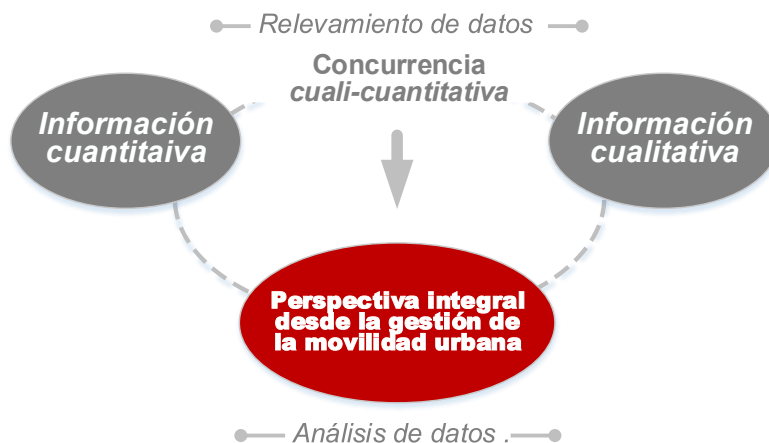 Relevamiento de datos
Concurrencia
cuali-cuantitativa
Información
cuantitaiva
Información
cualitativa
Perspectiva integral
desde la gestión de
la movilidad urbana
Análisis de datos .